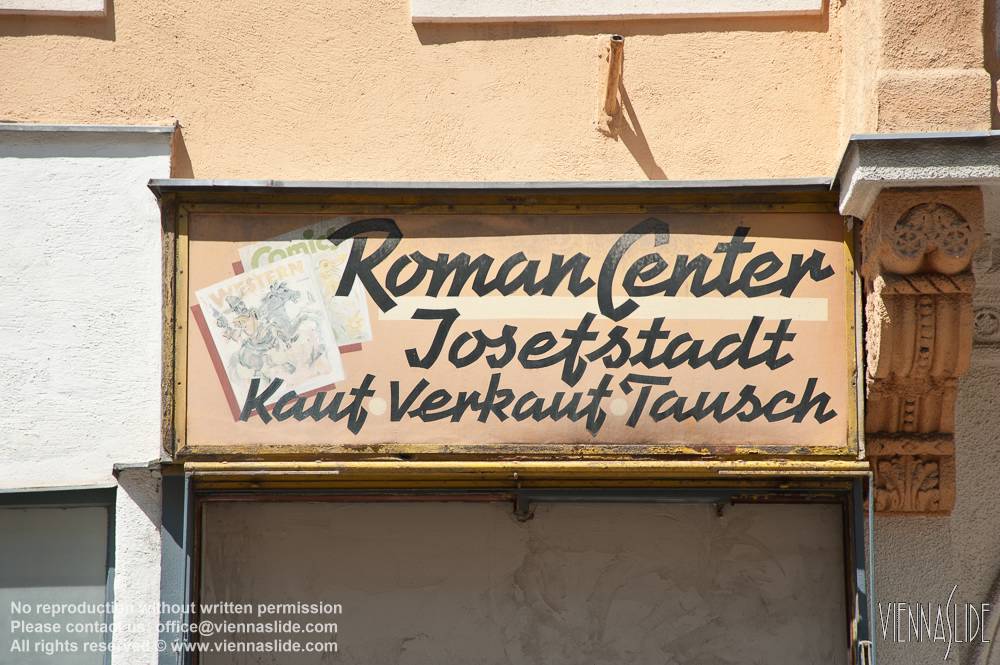 Comics
WESTERN
Roman Center
Josefstadt
Kauf Verkauf Tausch
No reproduction without written permission
Please contact us: office@viennaslide.com
All rights reserved © www.viennaslide.com
VIENNASLIDE